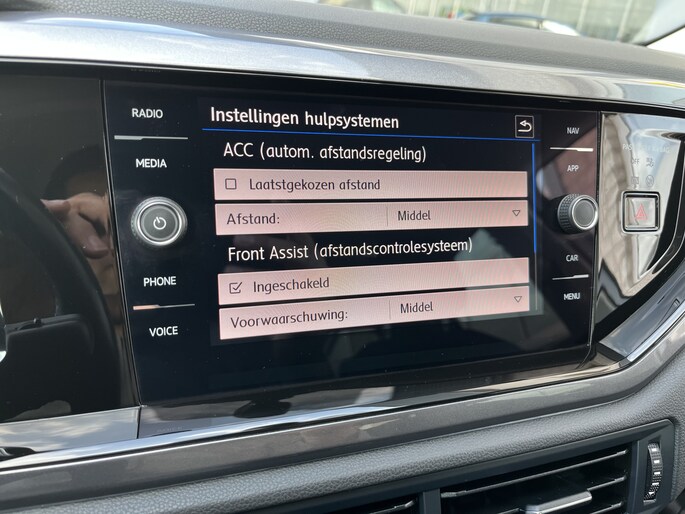 RADIO
MEDIA
PHONE
VOICE
Instellingen hulpsystemen
ACC (autom. afstandsregeling)
Laatstgekozen afstand
Afstand: Middel
Front Assist (afstandscontrolesysteem)
Ingeschakeld
Voorwaarschuwing: Middel
NAV
APP
CAR
MENU
OFF